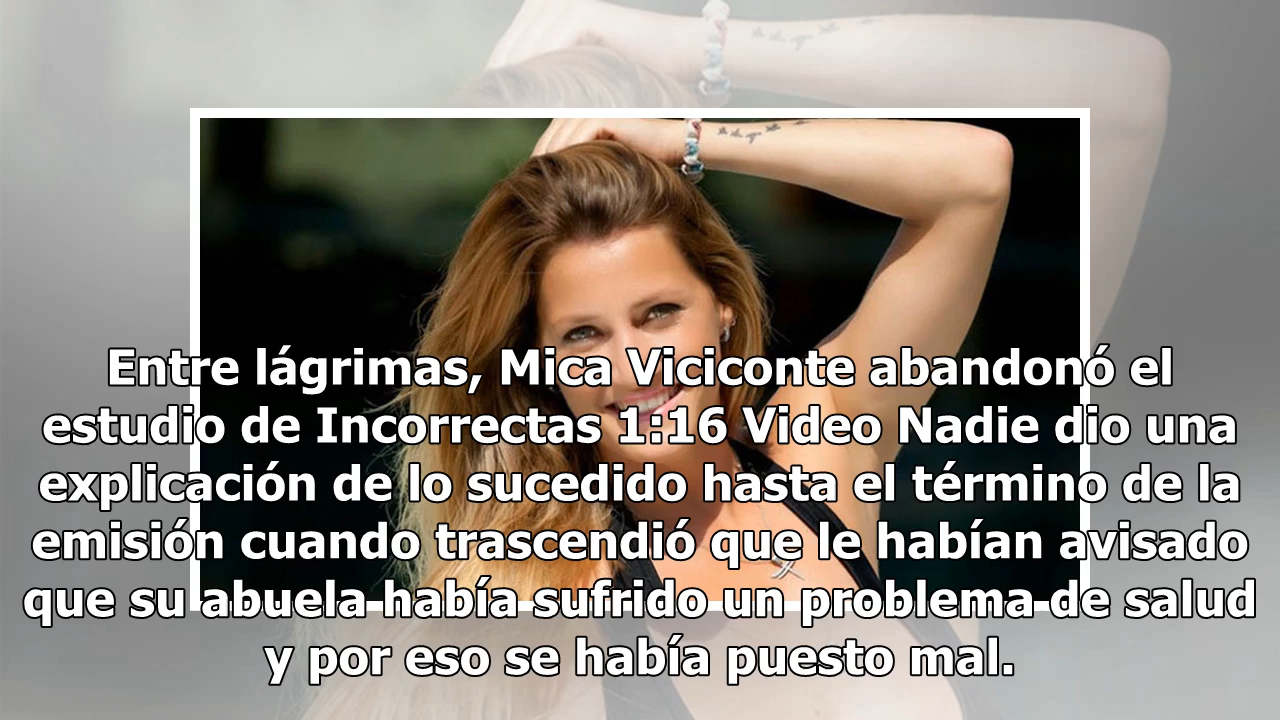 Entre lágrimas, Mica Viciconte abandonó el
estudio de Incorrectas 1:16 Video Nadie dio una
explicación de lo sucedido hasta el término de la
emisión cuando trascendió que le habían avisado
que su abuela había sufrido un problema de salud
y por eso se había puesto mal.